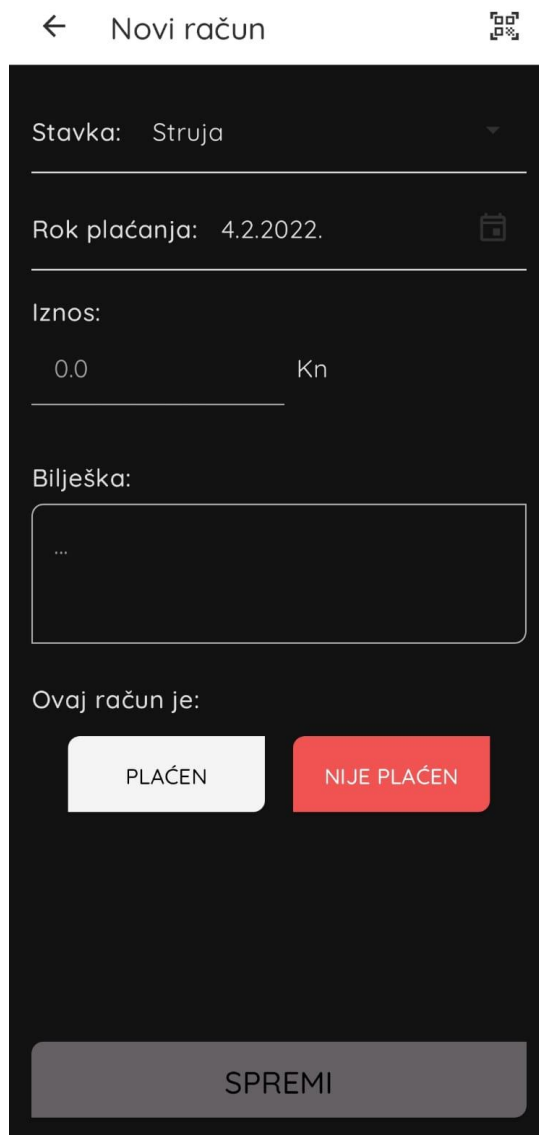 Novi račun
Stavka: Struja
Rok plaćanja: 4.2.2022.
Iznos:
0.0 Kn
Bilješka:
...
Ovaj račun je:
PLAĆEN NIJE PLAĆEN
SPREMI